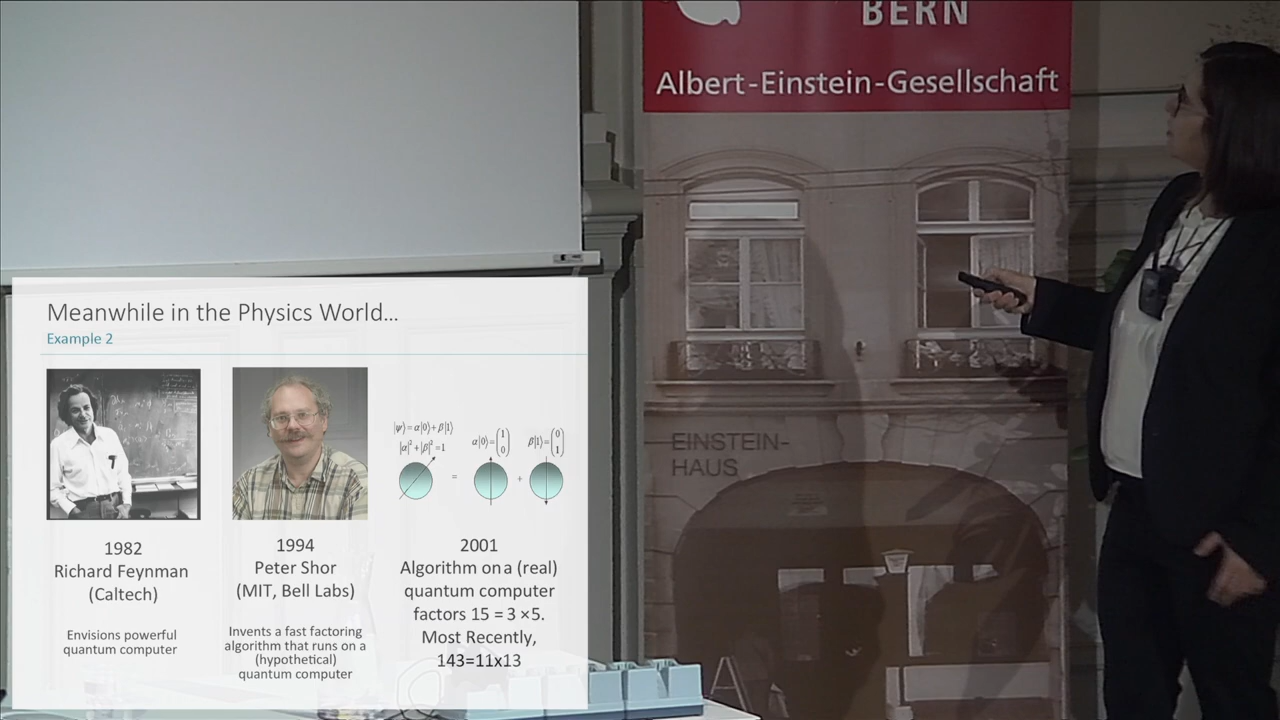 BERN
Albert-Einstein-Gesellschaft
EINSTEIN-
HAUS
Meanwhile in the Physics World...
Example 2
|ψ⟩=α|0⟩+β|1⟩
|α|²+|β|²=1
α|0⟩=(1 0)
β|1⟩=(0 1)
= +
1982
Richard Feynman
(Caltech)
Envisions powerful
quantum computer
1994
Peter Shor
(MIT, Bell Labs)
Invents a fast factoring
algorithm that runs on a
(hypothetical)
quantum computer
2001
Algorithm on a (real)
quantum computer
factors 15 = 3 ×5.
Most Recently,
143=11x13